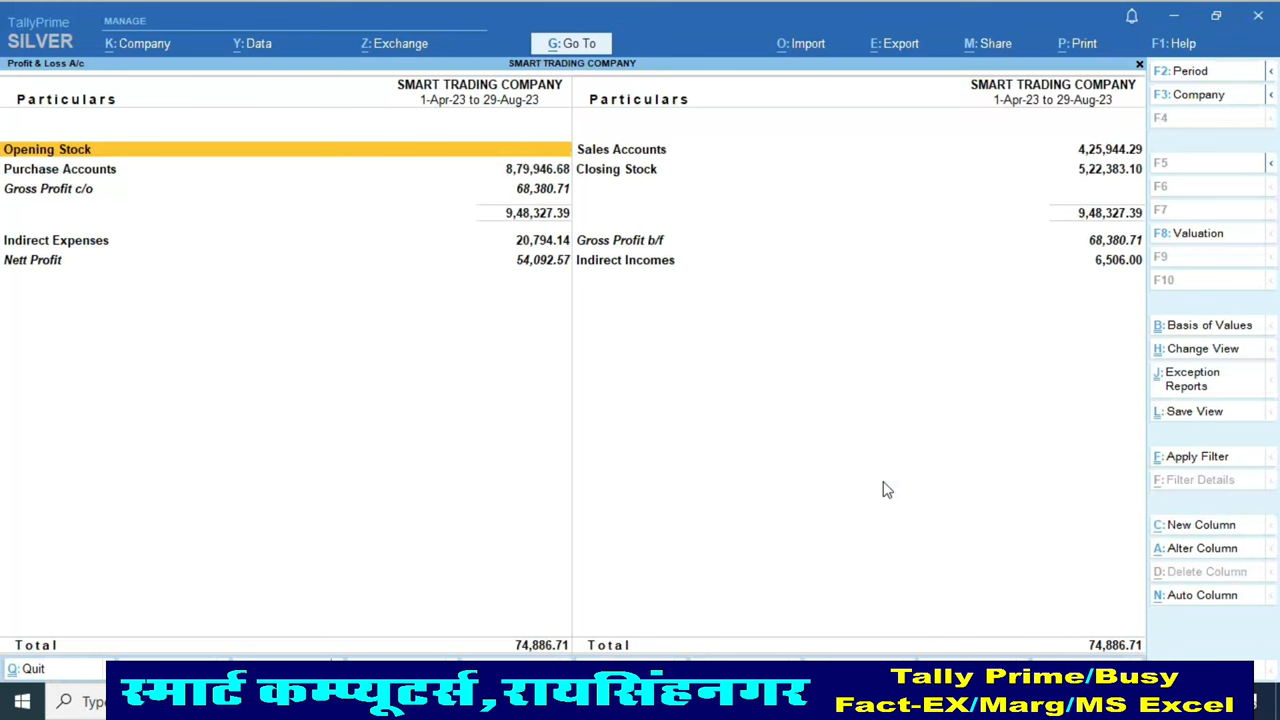 TallyPrime
SILVER
MANAGE
K: Company
Y: Data
Z: Exchange
G: Go To
O: Import
E: Export
M: Share
P: Print
F1: Help
Profit & Loss A/c
SMART TRADING COMPANY
Particulars
SMART TRADING COMPANY
1-Apr-23 to 29-Aug-23
Particulars
SMART TRADING COMPANY
1-Apr-23 to 29-Aug-23
Opening Stock
Purchase Accounts 8,79,946.68
Gross Profit c/o 68,380.71
9,48,327.39
Indirect Expenses 20,794.14
Nett Profit 54,092.57
Total 74,886.71
Sales Accounts 4,25,944.29
Closing Stock 5,22,383.10
9,48,327.39
Gross Profit b/f 68,380.71
Indirect Incomes 6,506.00
Total 74,886.71
F2: Period
F3: Company
F4
F5
F6
F7
F8: Valuation
F9
F10
B: Basis of Values
H: Change View
J: Exception
Reports
L: Save View
F: Apply Filter
F: Filter Details
C: New Column
A: Alter Column
D: Delete Column
N: Auto Column
Q: Quit
स्मार्ट कम्प्यूटर्स,रायसिंहनगर
Tally Prime/Busy
Fact-EX/Marg/MS Excel